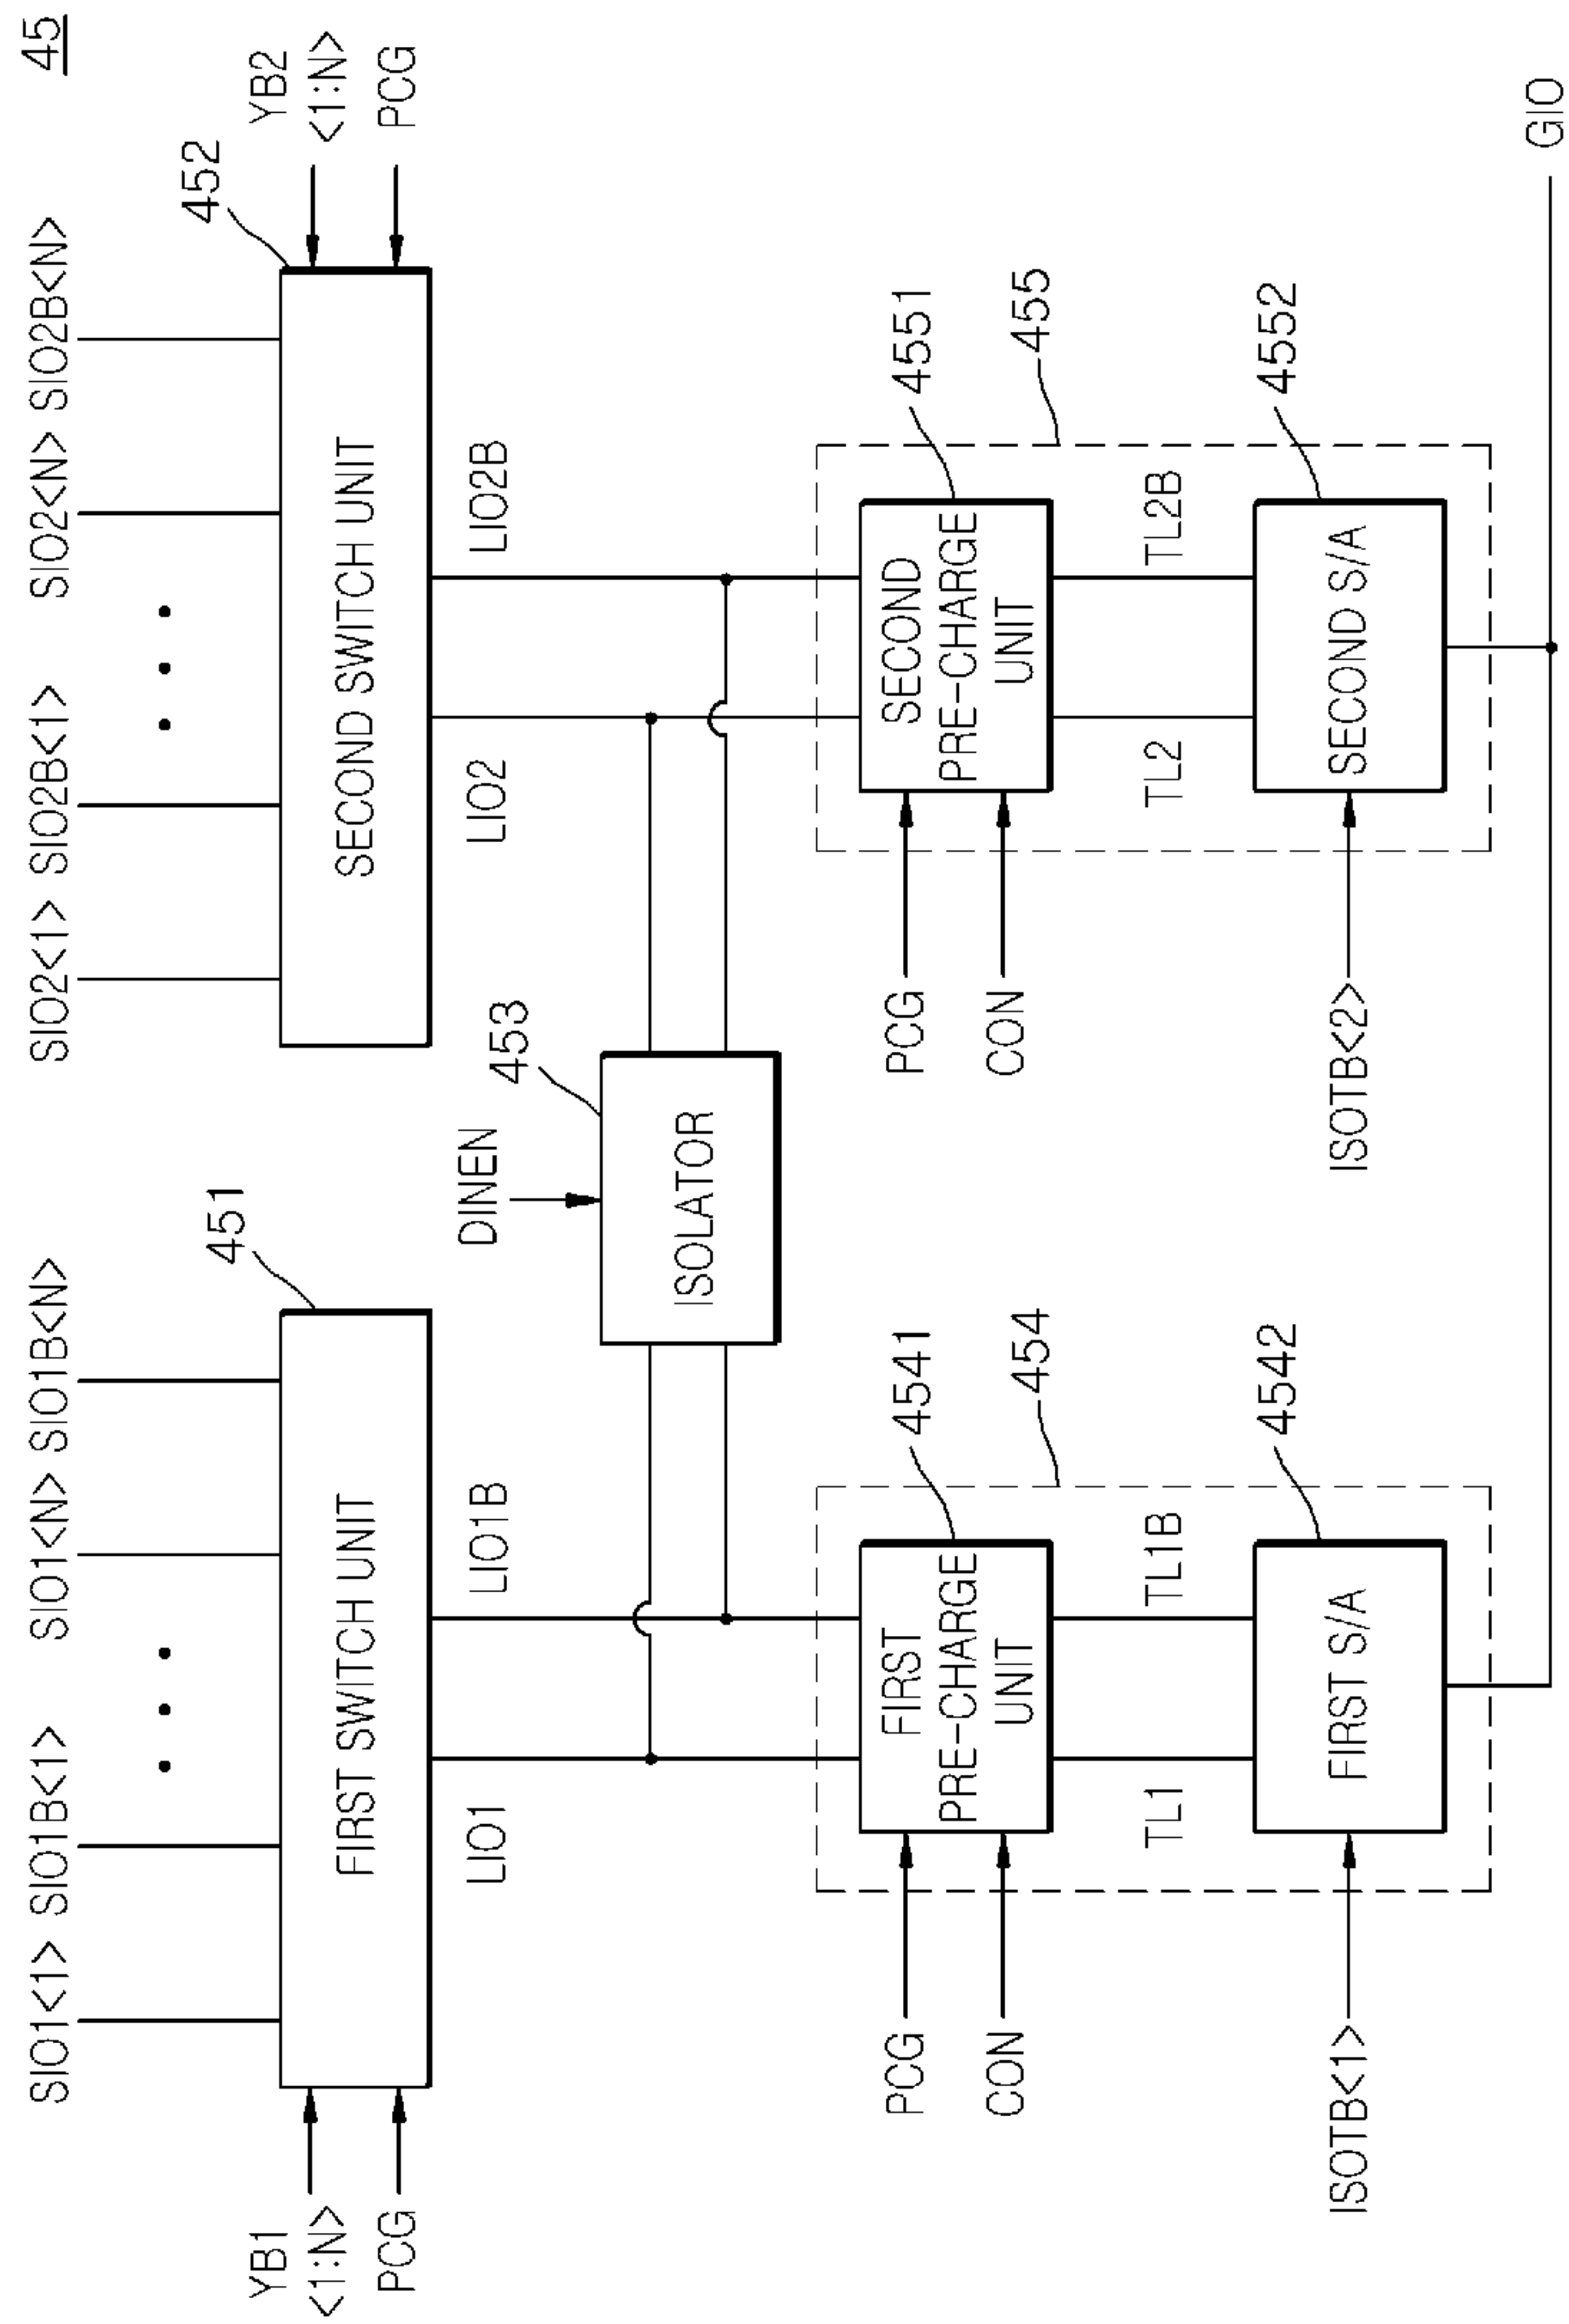 45
SIO1<1> SIO1B<1> SIO1<N> SIO1B<N> SIO2<1> SIO2B<1> SIO2<N> SIO2B<N>
451
452
YB1
<1:N>
PCG
FIRST SWITCH UNIT
SECOND SWITCH UNIT
YB2
<1:N>
PCG
LIO1
LIO1B
DINEN
453
LIO2
LIO2B
ISOLATOR
PCG
CON
FIRST
PRE-CHARGE
UNIT
4541
454
PCG
CON
SECOND
PRE-CHARGE
UNIT
4551
455
TL1
TL1B
TL2
TL2B
ISOTB<1>
FIRST S/A
4542
ISOTB<2>
SECOND S/A
4552
GIO